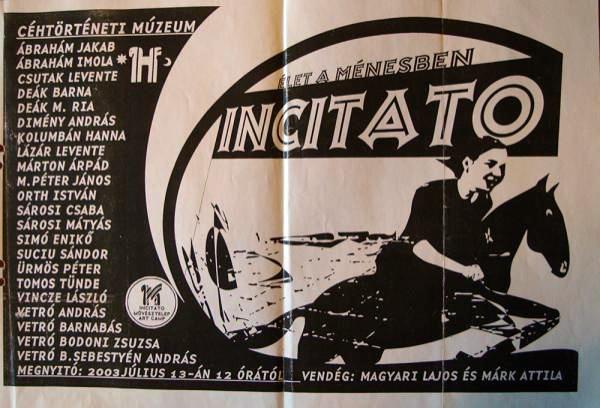 CÉHTÖRTÉNETI MÚZEUM
ÁBRAHÁM JAKAB
ÁBRAHÁM IMOLA
CSUTAK LEVENTE
DEÁK BARNA
DEÁK M. RIA
DIMÉNY ANDRÁS
KOLUMBÁN HANNA
LÁZÁR LEVENTE
MÁRTON ÁRPÁD
M.PÉTER JÁNOS
ORTH ISTVÁN
SÁROSI CSABA
SÁROSI MÁTYÁS
SIMÓ ENIKŐ
SUCIU SÁNDOR
ÜRMÖS PÉTER
TOMOS TÜNDE
VINCZE LÁSZLÓ
VETRÓ ANDRÁS
VETRÓ BARNABÁS
VETRÓ BODONI ZSUZSA
VETRÓ B.SEBESTYÉN ANDRÁS
MEGNYITÓ: 2003 JÚLIUS 13-ÁN 12 ÓRÁTÓL VENDÉG: MAGYARI LAJOS ÉS MÁRK ATTILA
ÉLET A MÉNESBEN
INCITATO
INCITATO
MŰVÉSZTELEP
ART CAMP